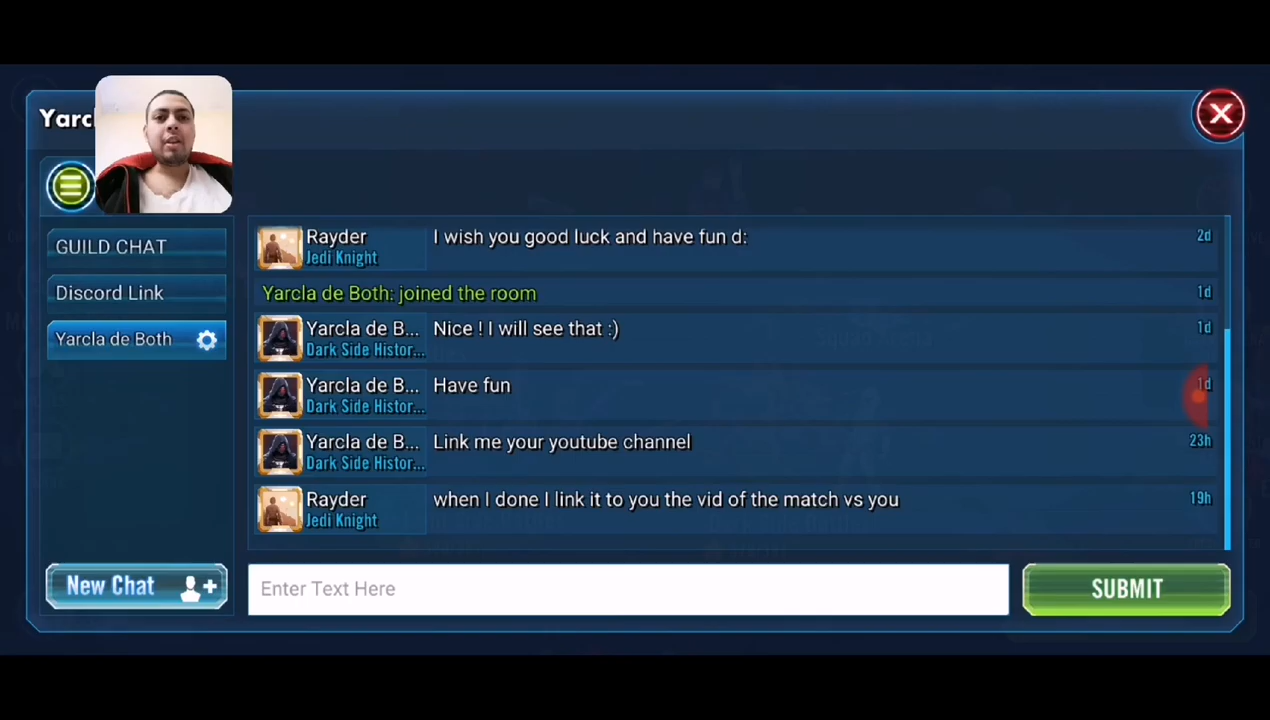 Yarcl
GUILD CHAT
Discord Link
Yarcla de Both
New Chat
Rayder
Jedi Knight
I wish you good luck and have fun d:
2d
Yarcla de Both: joined the room
1d
Yarcla de B...
Dark Side Histor...
Nice ! I will see that :)
1d
Yarcla de B...
Dark Side Histor...
Have fun
1d
Yarcla de B...
Dark Side Histor...
Link me your youtube channel
23h
Rayder
Jedi Knight
when I done I link it to you the vid of the match vs you
19h
Enter Text Here
SUBMIT